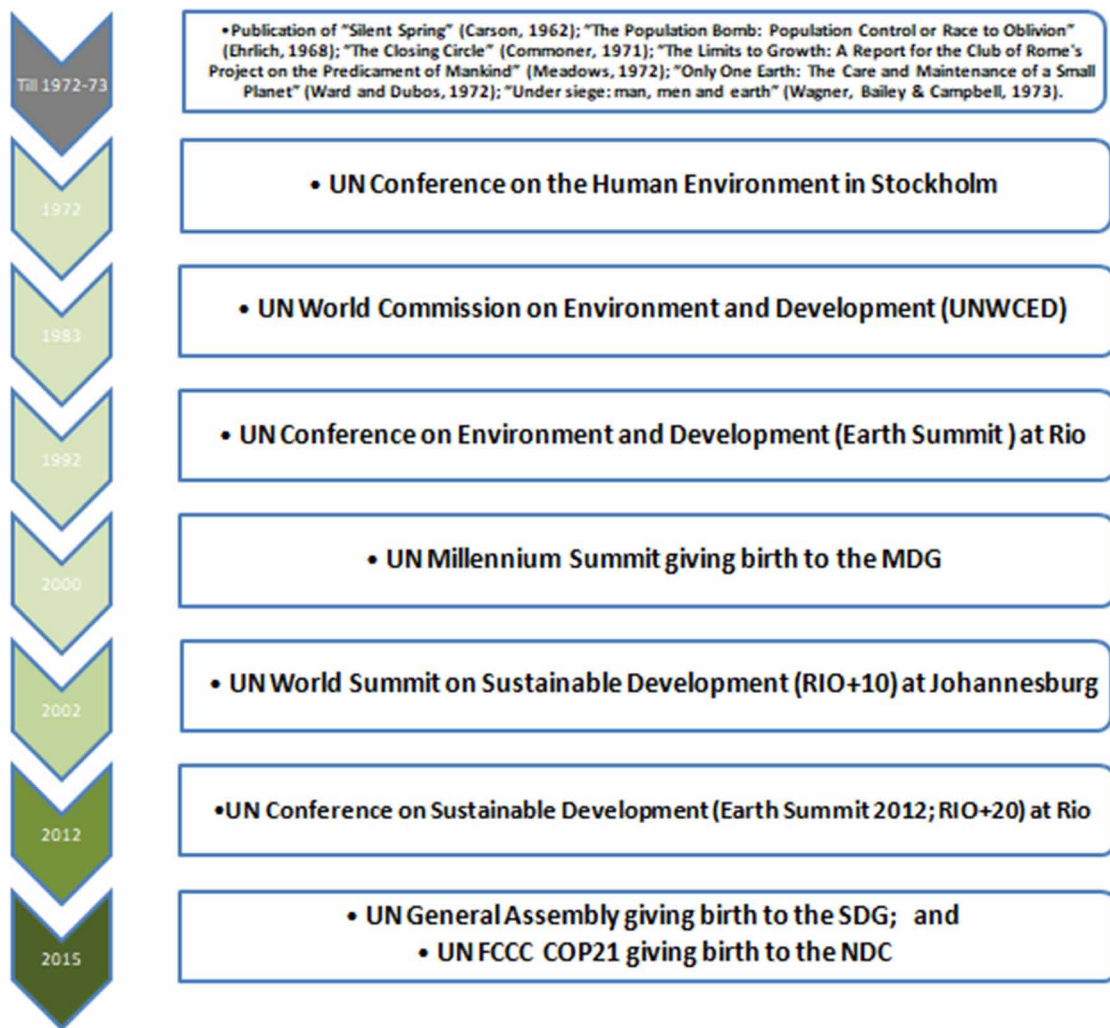 •Publication of "Silent Spring" (Carson, 1962); "The Population Bomb: Population Control or Race to Oblivion"
(Ehrlich, 1968); "The Closing Circle" (Commoner, 1971); "The Limits to Growth: A Report for the Club of Rome's
Project on the Predicament of Mankind" (Meadows, 1972); "Only One Earth: The Care and Maintenance of a Small
Planet" (Ward and Dubos, 1972); "Under siege: man, men and earth" (Wagner, Bailey & Campbell, 1973).
Till 1972-73
• UN Conference on the Human Environment in Stockholm
1972
• UN World Commission on Environment and Development (UNWCED)
1983
• UN Conference on Environment and Development (Earth Summit ) at Rio
1992
• UN Millennium Summit giving birth to the MDG
2000
• UN World Summit on Sustainable Development (RIO+10) at Johannesburg
2002
•UN Conference on Sustainable Development (Earth Summit 2012; RIO+20) at Rio
2012
• UN General Assembly giving birth to the SDG; and
• UN FCCC COP21 giving birth to the NDC
2015